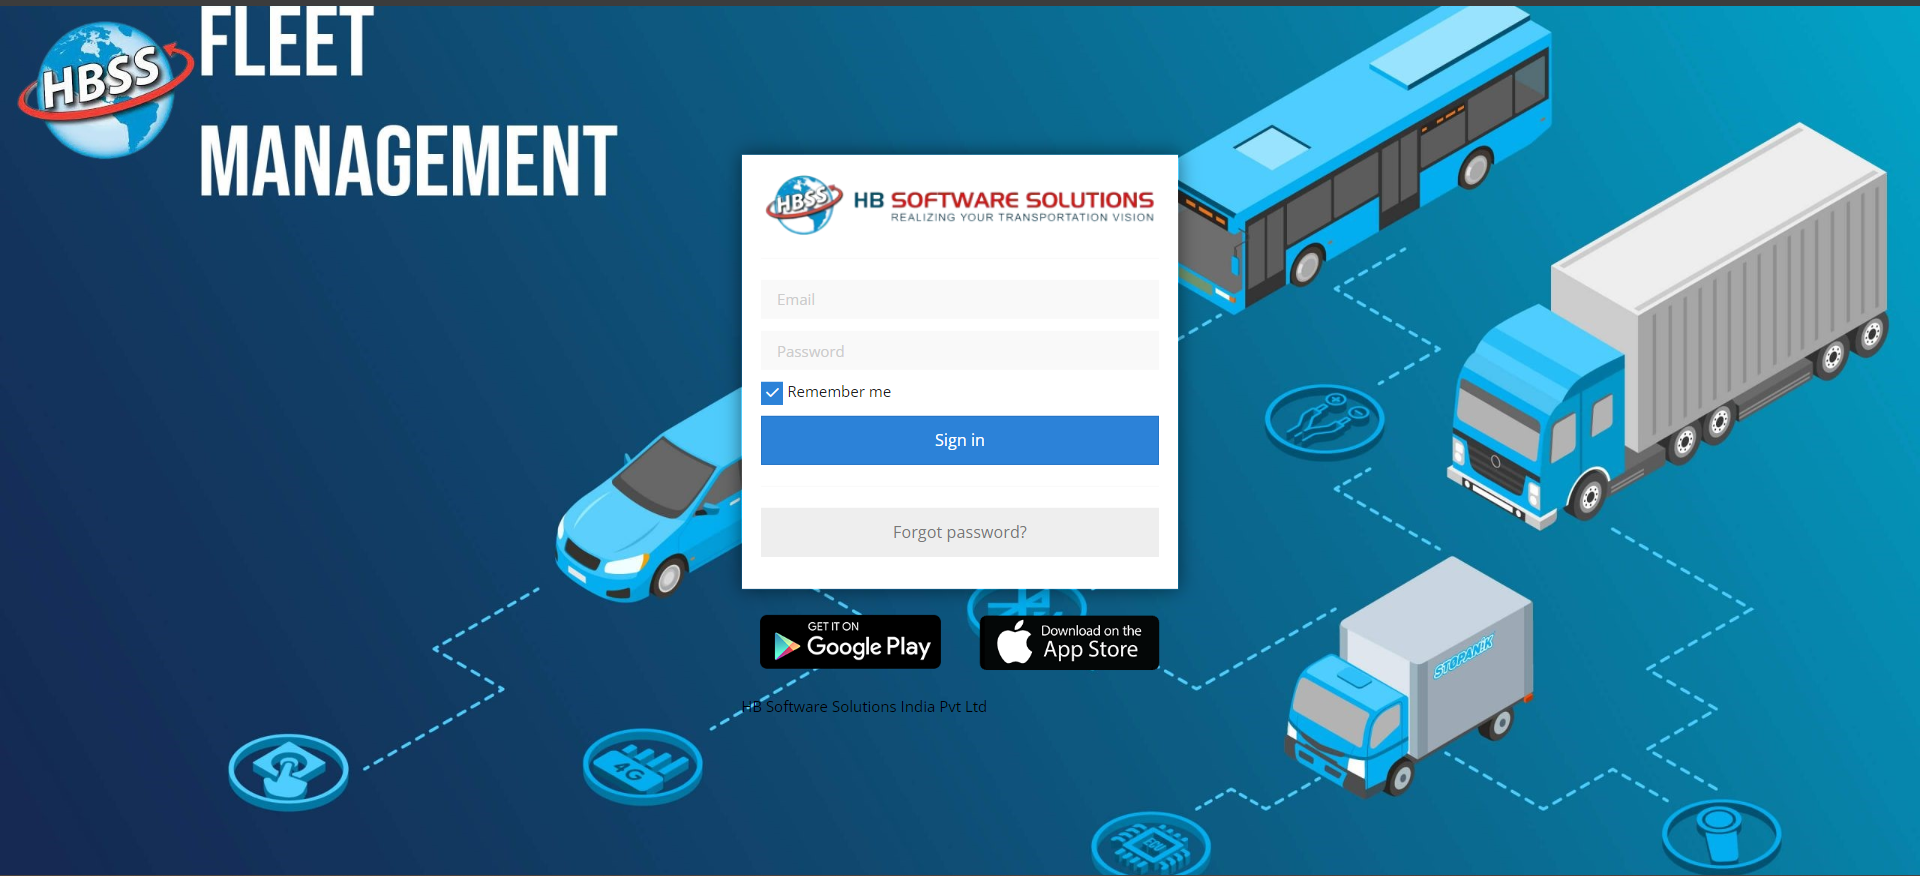 FLEET
MANAGEMENT
HBSS
HBSS
HB SOFTWARE SOLUTIONS
REALIZING YOUR TRANSPORTATION VISION
Email
Password
Remember me
Sign in
Forgot password?
GET IT ON
Google Play
Download on the
App Store
HB Software Solutions India Pvt Ltd
STOPANIK
4G
ECU